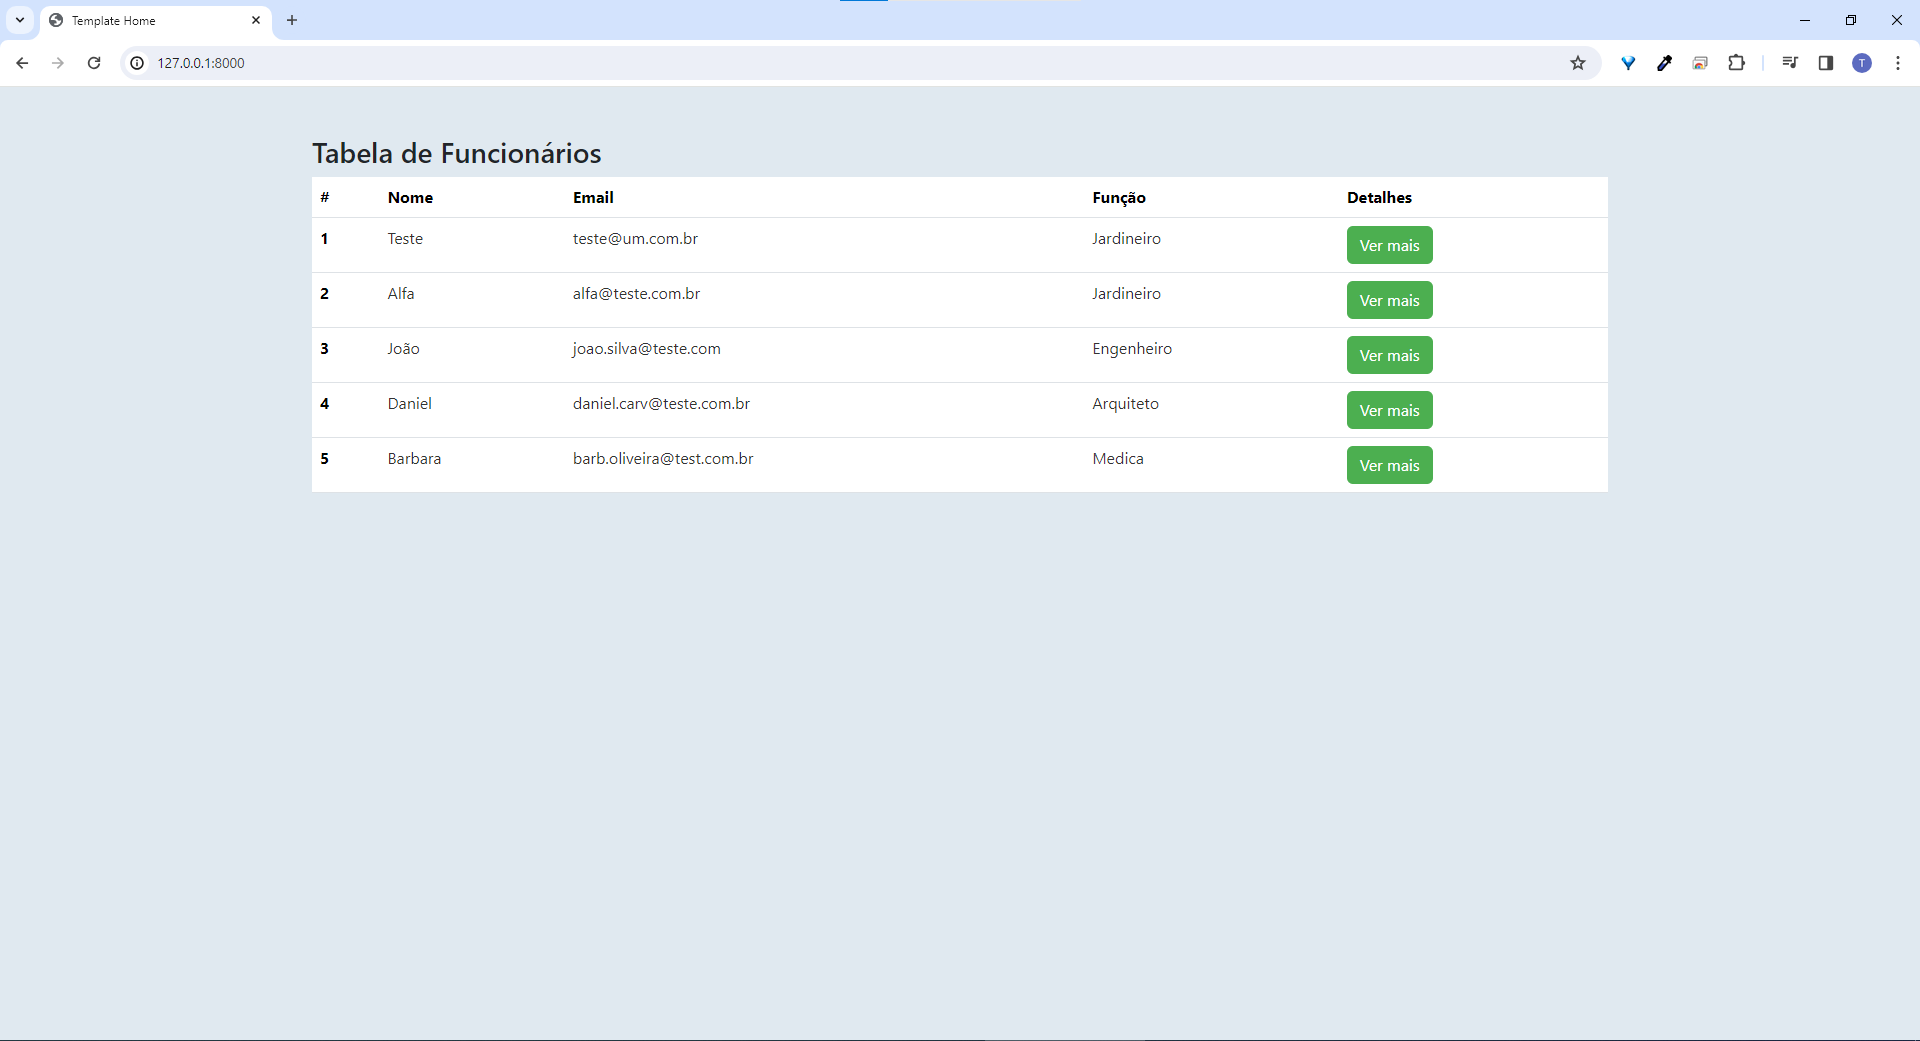 Template Home
127.0.0.1:8000
T
Tabela de Funcionários
# Nome Email Função Detalhes
1 Teste teste@um.com.br Jardineiro Ver mais
2 Alfa alfa@teste.com.br Jardineiro Ver mais
3 João joao.silva@teste.com Engenheiro Ver mais
4 Daniel daniel.carv@teste.com.br Arquiteto Ver mais
5 Barbara barb.oliveira@test.com.br Medica Ver mais